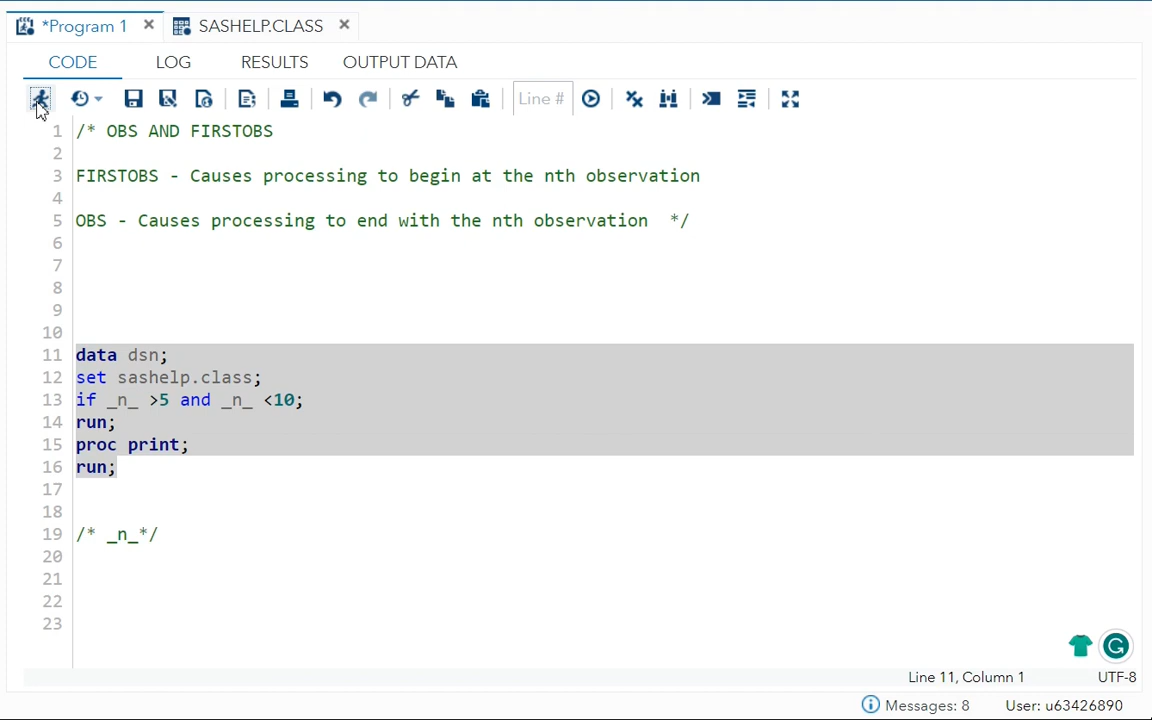 *Program 1 × SASHELP.CLASS ×
CODE LOG RESULTS OUTPUT DATA
Line #
1 /* OBS AND FIRSTOBS
2
3 FIRSTOBS - Causes processing to begin at the nth observation
4
5 OBS - Causes processing to end with the nth observation */
6
7
8
9
10
11 data dsn;
12 set sashelp.class;
13 if _n_ >5 and _n_ <10;
14 run;
15 proc print;
16 run;
17
18
19 /* _n_*/
20
21
22
23
Line 11, Column 1 UTF-8
Messages: 8 User: u63426890